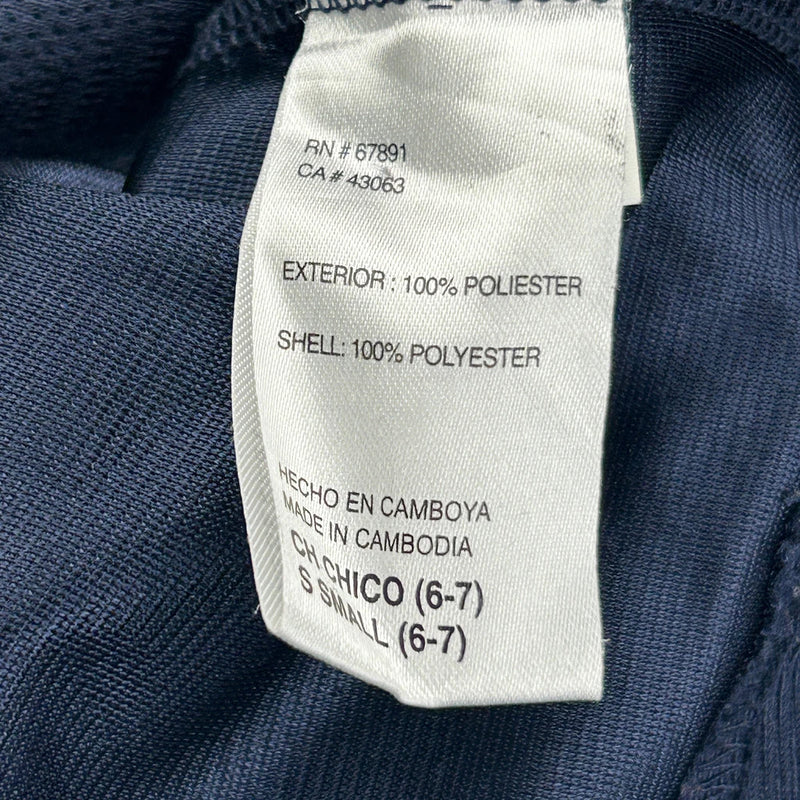 RN # 67891
CA # 43063
EXTERIOR : 100% POLIESTER
SHELL: 100% POLYESTER
HECHO EN CAMBOYA
MADE IN CAMBODIA
CH CHICO (6-7)
S SMALL (6-7)